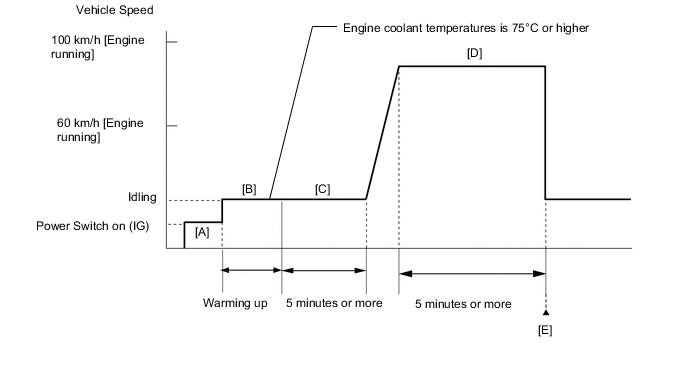 Vehicle Speed
Engine coolant temperatures is 75°C or higher
100 km/h [Engine
running]
[D]
60 km/h [Engine
running]
[B]
[C]
Idling
Power Switch on (IG)
[A]
Warming up
5 minutes or more
5 minutes or more
[E]